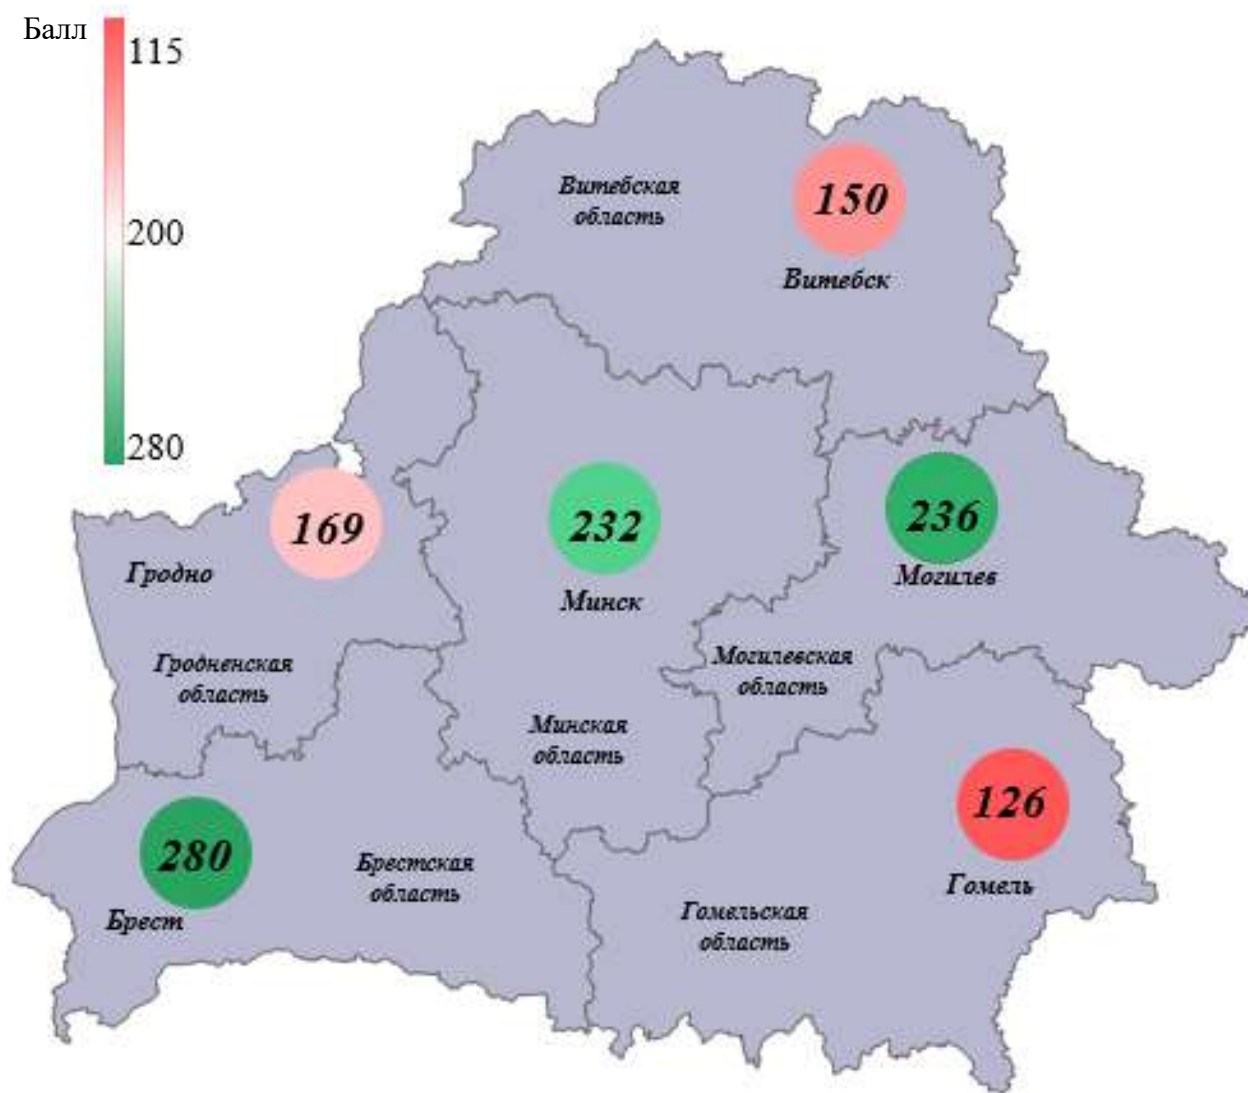 Балл
115
200
280
Витебская
область
150
Витебск
169
Гродно
Гродненская
область
232
Минск
236
Могилев
Могилевская
область
Минская
область
280
Брест
Брестская
область
126
Гомель
Гомельская
область